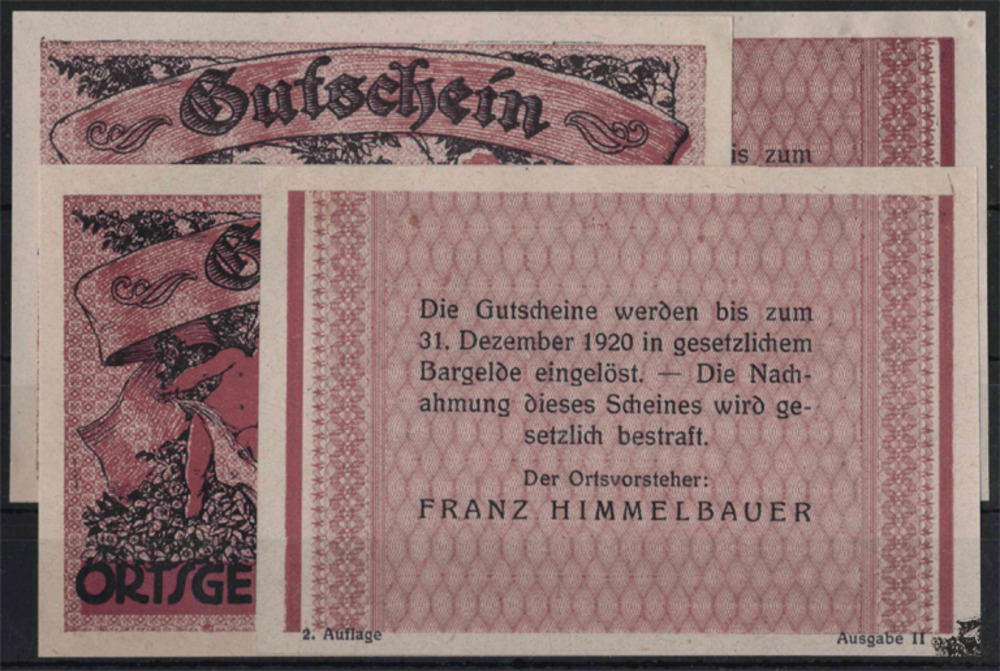 Gutschein
is zum
ORTSGE
Die Gutscheine werden bis zum
31. Dezember 1920 in gesetzlichem
Bargelde eingelöst. — Die Nach-
ahmung dieses Scheines wird ge-
setzlich bestraft.
Der Ortsvorsteher:
FRANZ HIMMELBAUER
2. Auflage
Ausgabe II